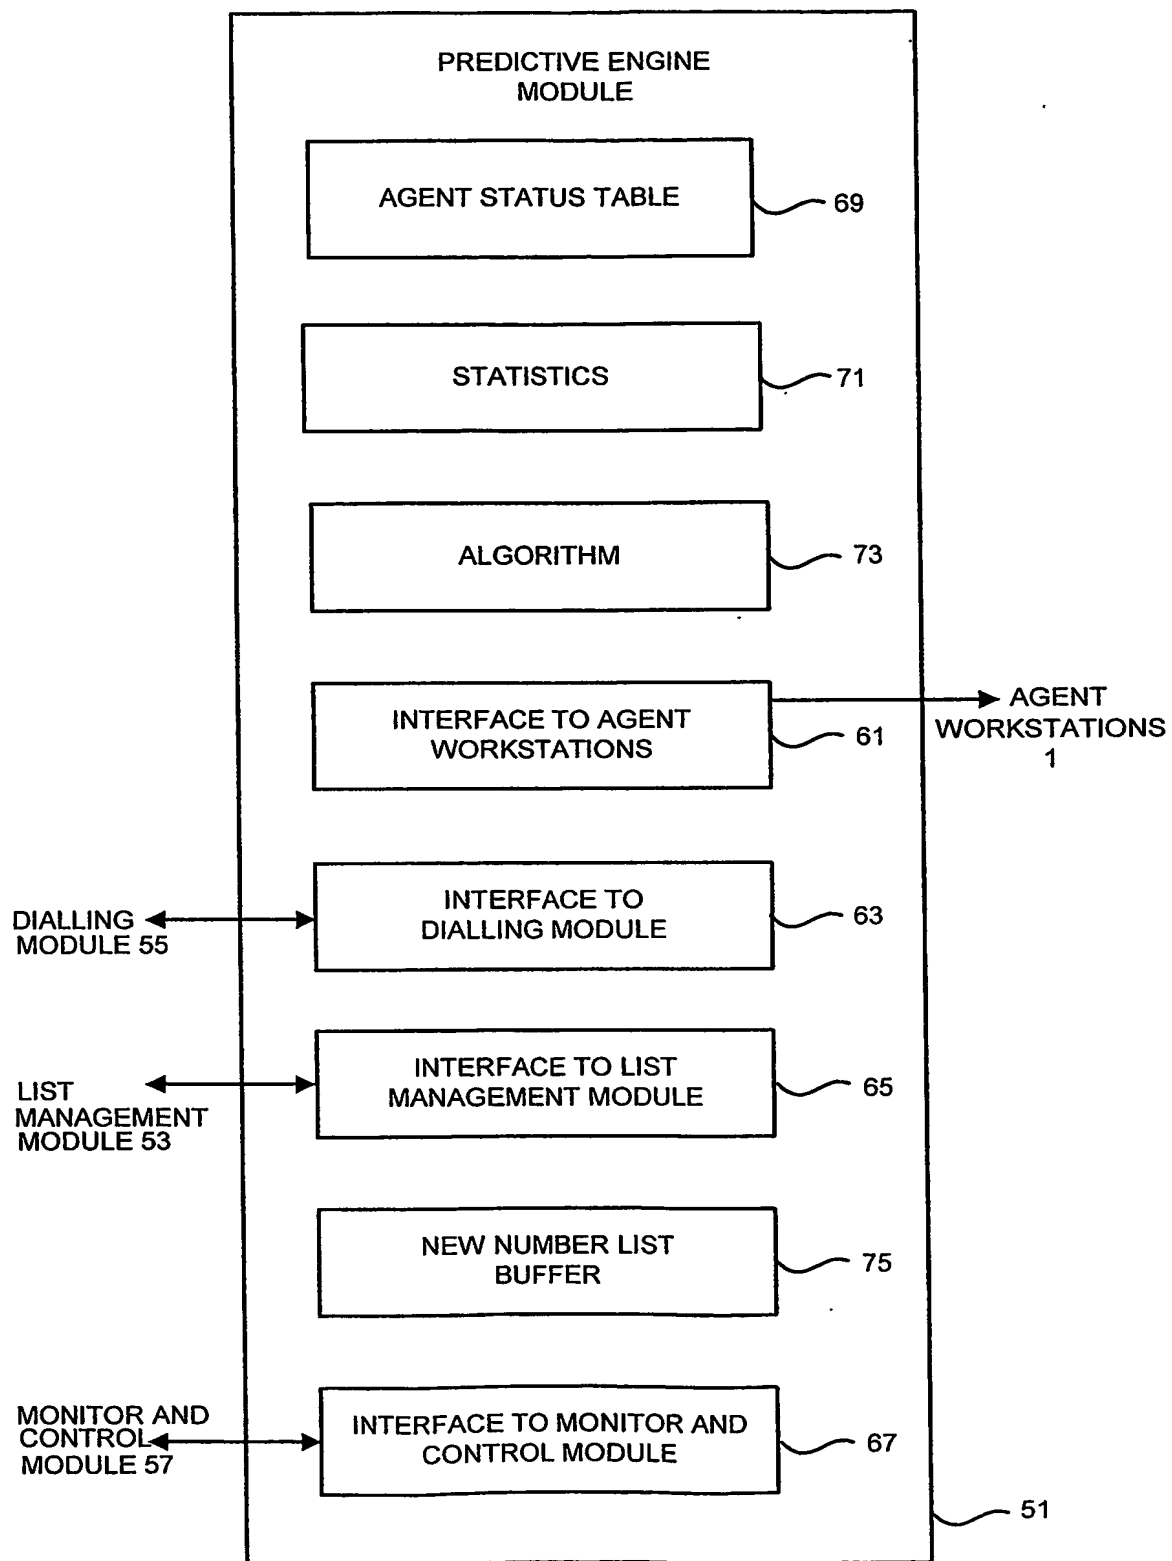 PREDICTIVE ENGINE
MODULE
AGENT STATUS TABLE
69
STATISTICS
71
ALGORITHM
73
INTERFACE TO AGENT
WORKSTATIONS
61
AGENT
WORKSTATIONS
1
DIALLING
MODULE 55
INTERFACE TO
DIALLING MODULE
63
LIST
MANAGEMENT
MODULE 53
INTERFACE TO LIST
MANAGEMENT MODULE
65
NEW NUMBER LIST
BUFFER
75
MONITOR AND
CONTROL
MODULE 57
INTERFACE TO MONITOR AND
CONTROL MODULE
67
51